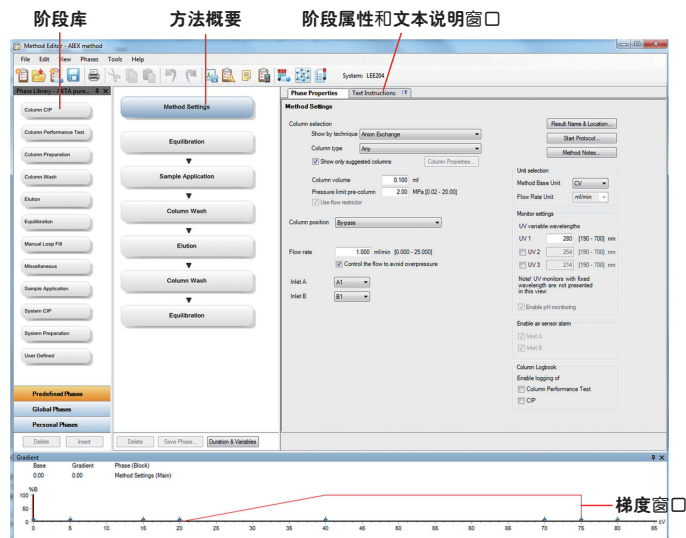 阶段库
方法概要
阶段属性和文本说明窗口
Method Editor - AIEX method
File Edit View Phases Tools Help
System: LEE204
Phase Library - ÄKTA pure...
Column CIP
Column Performance Test
Column Preparation
Column Wash
Elution
Equilibration
Manual Loop Fill
Miscellaneous
Sample Application
System CIP
System Preparation
User Defined
Predefined Phases
Global Phases
Personal Phases
Delete Insert
Method Settings
Equilibration
Sample Application
Column Wash
Elution
Column Wash
Equilibration
Delete Save Phase... Duration & Variables
Phase Properties Text Instructions
Method Settings
Column selection
Show by technique Anion Exchange
Column type Any
Show only suggested columns Column Properties...
Column volume 0.100 ml
Pressure limit pre-column 2.00 MPa [0.02 - 20.00]
Use flow restrictor
Column position By-pass
Flow rate 1.000 ml/min [0.000 - 25.000]
Control the flow to avoid overpressure
Inlet A A1
Inlet B B1
Result Name & Location...
Start Protocol...
Method Notes...
Unit selection
Method Base Unit CV
Flow Rate Unit ml/min
Monitor settings
UV variable wavelengths
UV 1 280 [190 - 700] nm
UV 2 254 [190 - 700] nm
UV 3 214 [190 - 700] nm
Note! UV monitors with fixed
wavelength are not presented
in this view
Enable pH monitoring
Enable air sensor alarm
Inlet A
Inlet B
Column Logbook
Enable logging of
Column Performance Test
CIP
Gradient
Base Gradient Phase (Block)
0.00 0.00 Method Settings (Main)
%B
100
50
0
0 5 10 15 20 25 30 35 40 45 50 55 60 65 70 75 80 85 CV
梯度窗口